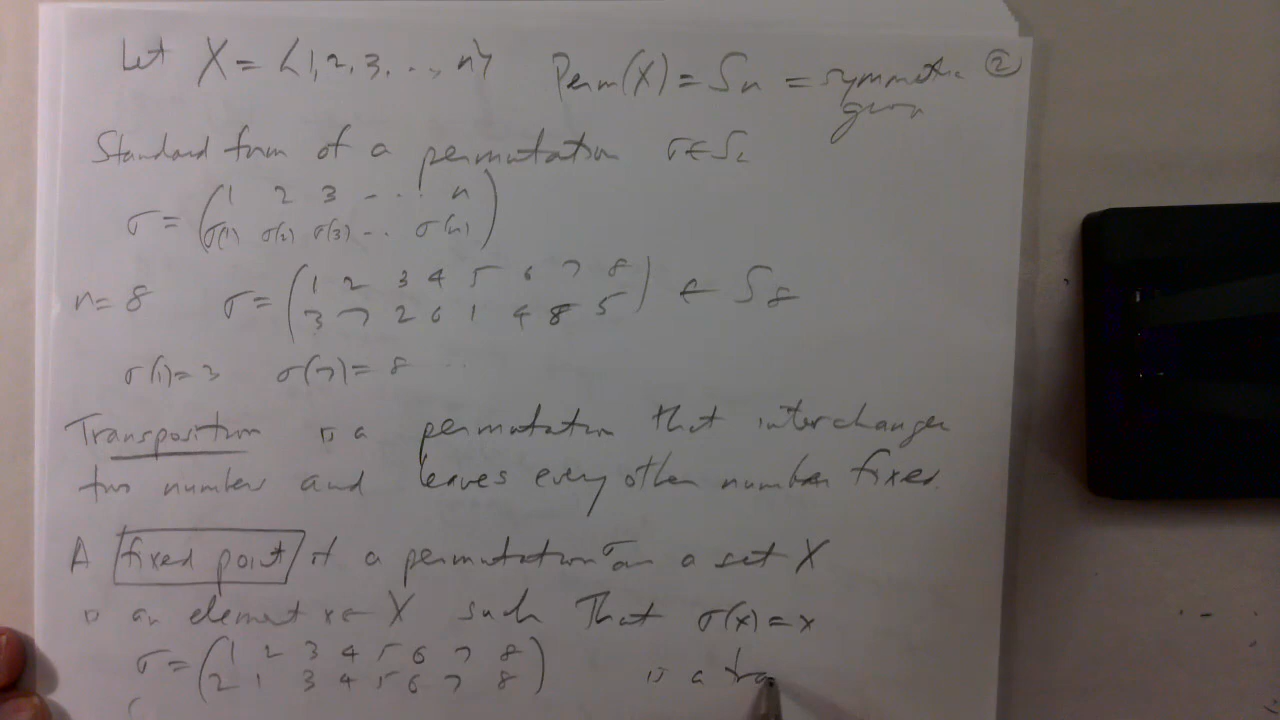 Let X = {1, 2, 3, ..., n} Perm(X) = Sn = symmetric group ②
Standard form of a permutation σ ∈ Sn
σ = ( 1 2 3 ... n
σ(1) σ(2) σ(3) ... σ(n) )
n = 8 σ = ( 1 2 3 4 5 6 7 8
3 7 2 6 1 4 8 5 ) ∈ S8
σ(1) = 3 σ(7) = 8 ...
Transposition is a permutation that interchanges
two numbers and leaves every other number fixed.
A fixed point of a permutation σ on a set X
is an element x ∈ X such that σ(x) = x
σ = ( 1 2 3 4 5 6 7 8
2 1 3 4 5 6 7 8 ) is a tra